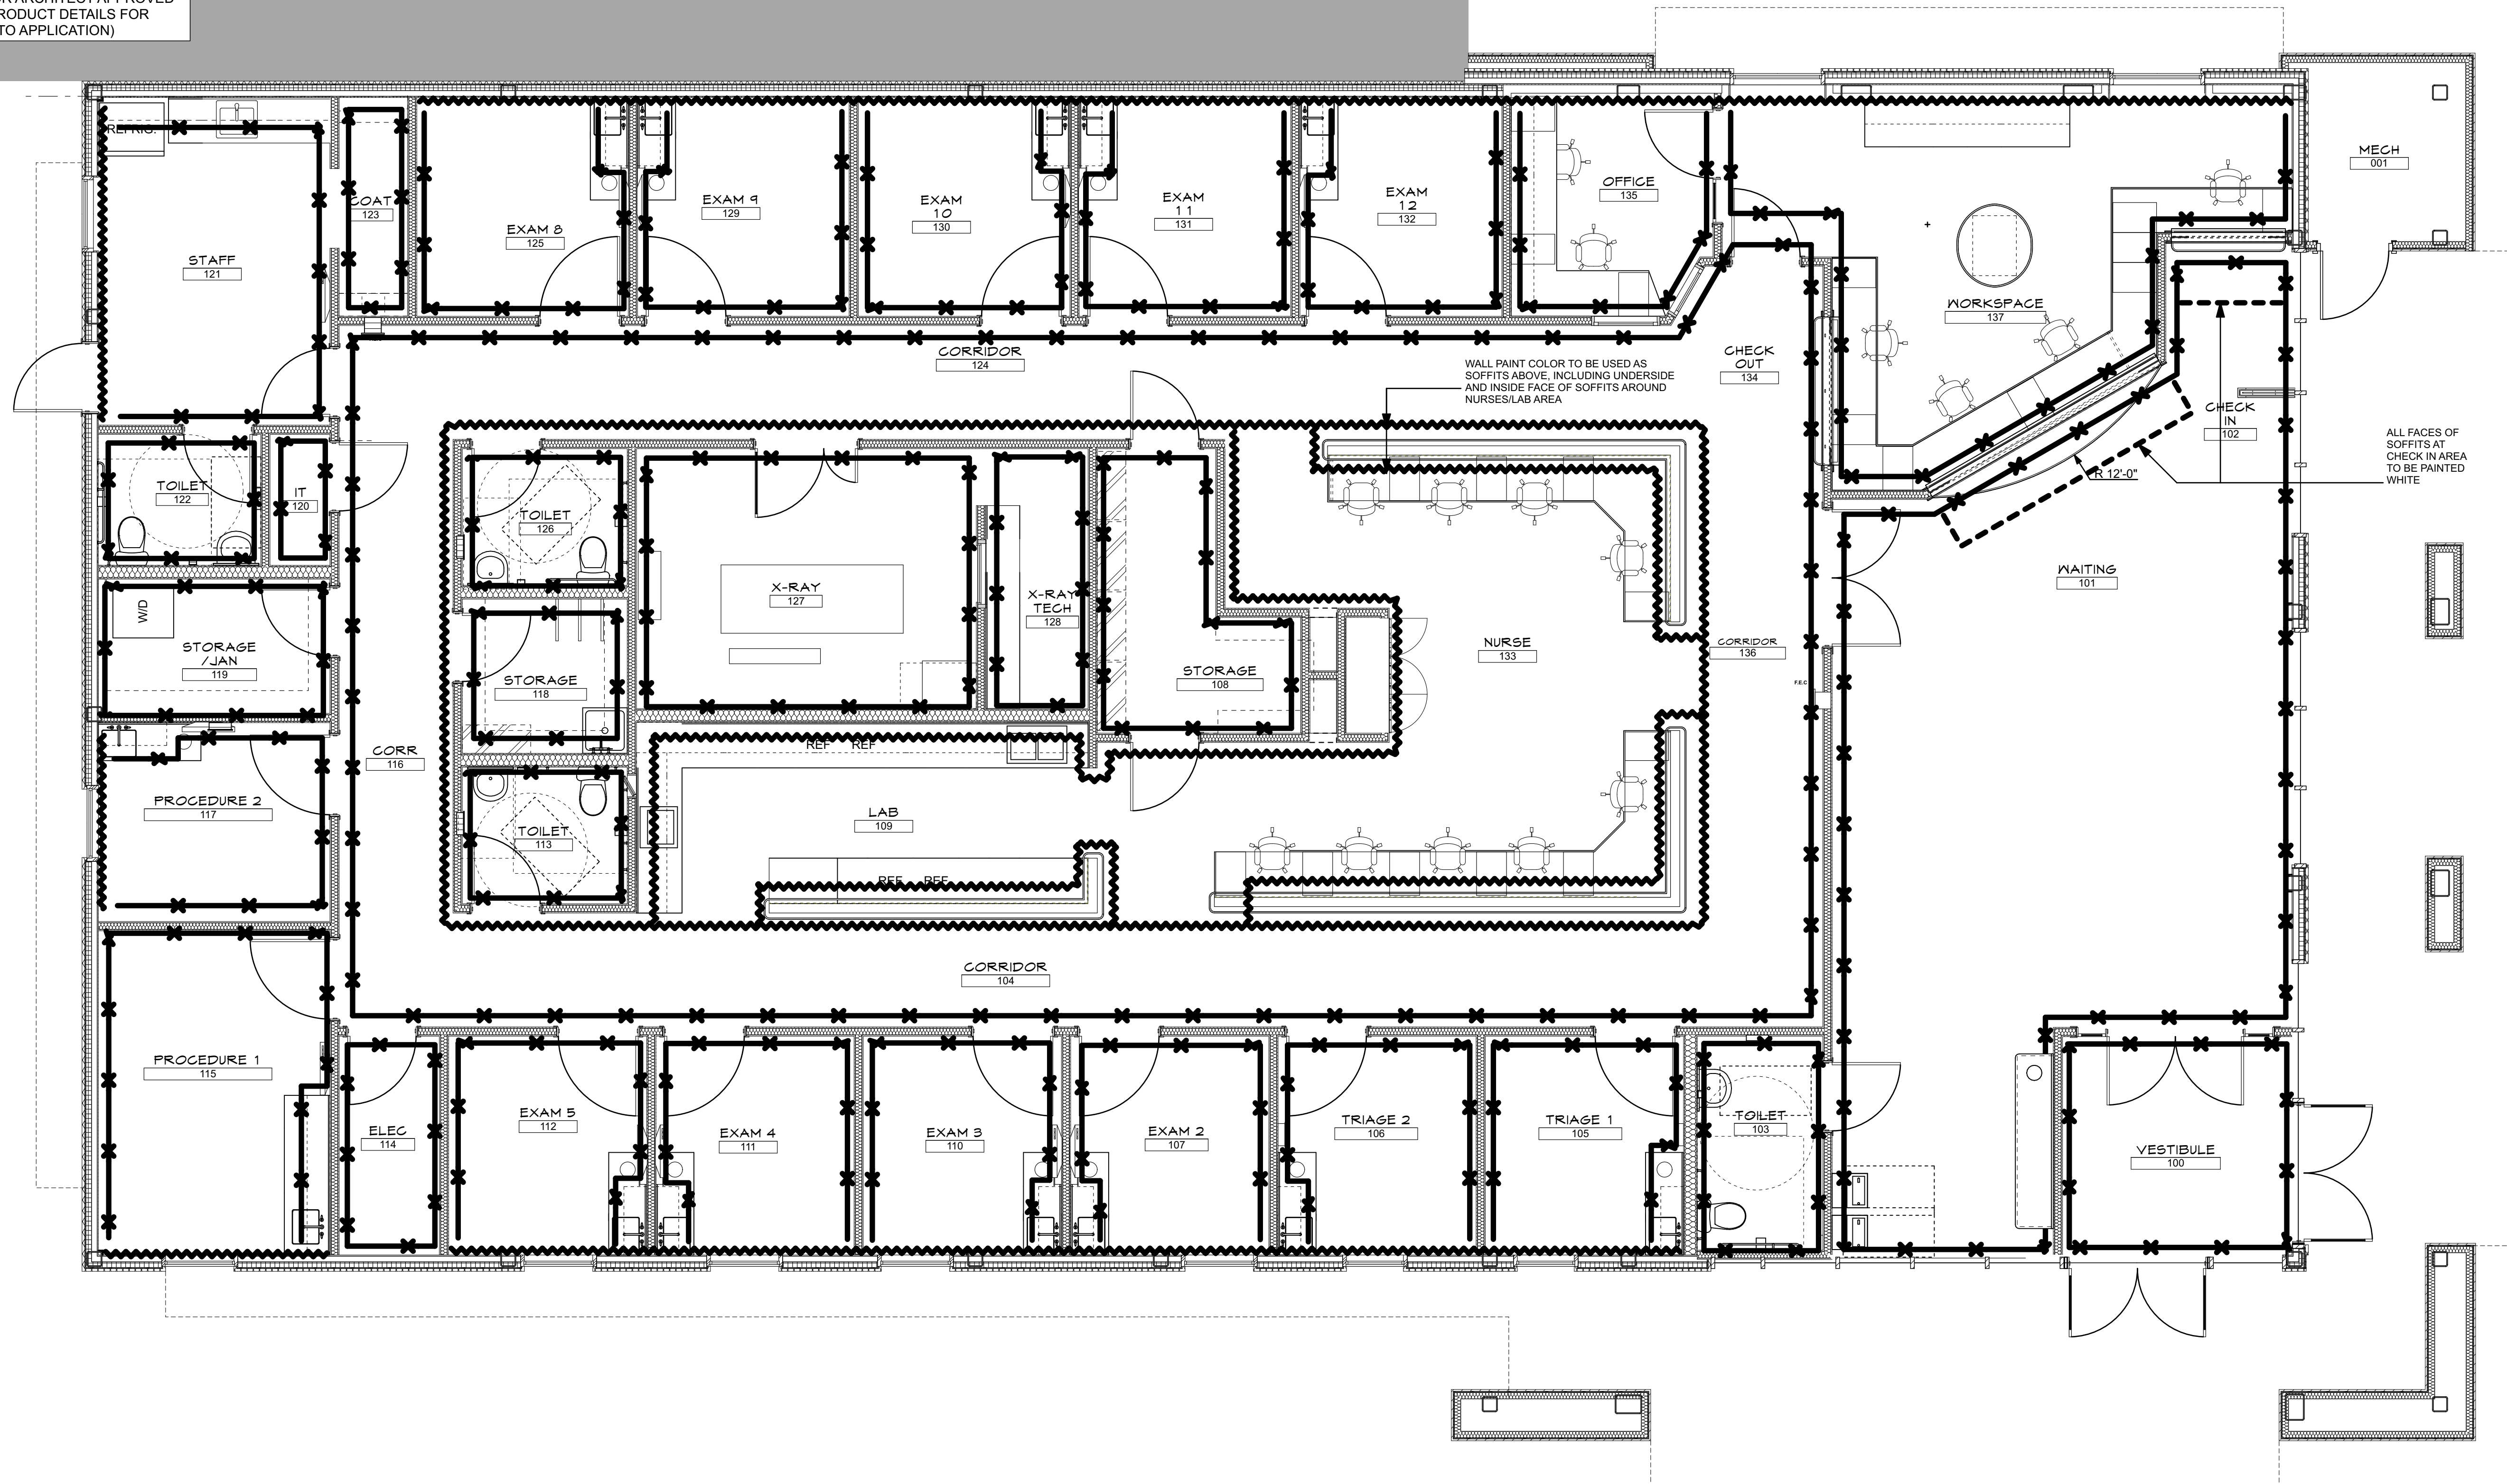 ARCHITECT APPROVED
PRODUCT DETAILS FOR
TO APPLICATION)
MECH
001
REFRIG.
COAT
123
EXAM 8
125
EXAM 9
129
EXAM
10
130
EXAM
11
131
EXAM
12
132
OFFICE
135
STAFF
121
WORKSPACE
137
CORRIDOR
124
CHECK
OUT
134
WALL PAINT COLOR TO BE USED AS
SOFFITS ABOVE, INCLUDING UNDERSIDE
AND INSIDE FACE OF SOFFITS AROUND
NURSES/LAB AREA
CHECK
IN
102
ALL FACES OF
SOFFITS AT
CHECK IN AREA
TO BE PAINTED
WHITE
R 12'-0"
TOILET
122
IT
120
TOILET
126
X-RAY
127
X-RAY
TECH
128
WAITING
101
W/D
STORAGE
/JAN
119
STORAGE
118
STORAGE
108
NURSE
133
CORRIDOR
136
F.E.C
CORR
116
REF REF
PROCEDURE 2
117
LAB
109
TOILET
113
REF REF
CORRIDOR
104
PROCEDURE 1
115
ELEC
114
EXAM 5
112
EXAM 4
111
EXAM 3
110
EXAM 2
107
TRIAGE 2
106
TRIAGE 1
105
TOILET
103
VESTIBULE
100